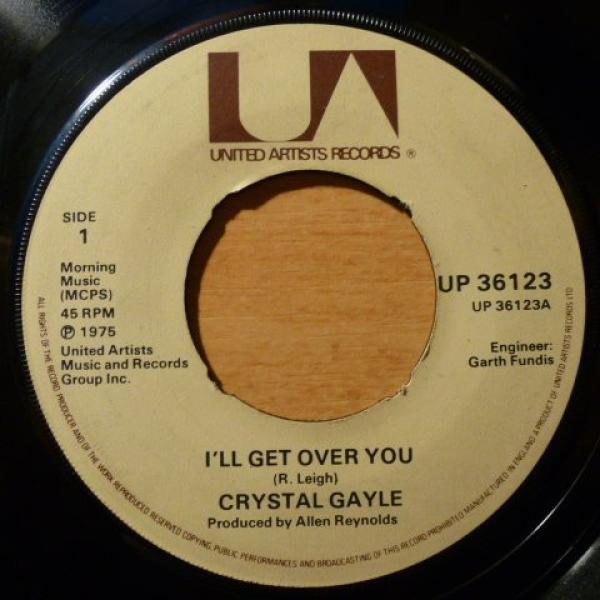 UA
UNITED ARTISTS RECORDS ®
SIDE
1
Morning
Music
(MCPS)
45 RPM
Ⓟ 1975
United Artists
Music and Records
Group Inc.
UP 36123
UP 36123A
Engineer:
Garth Fundis
I'LL GET OVER YOU
(R. Leigh)
CRYSTAL GAYLE
Produced by Allen Reynolds
ALL RIGHTS OF THE RECORD PRODUCER AND OF THE OWNER OF THE WORK REPRODUCED RESERVED COPYING, PUBLIC PERFORMANCES AND BROADCASTING OF THIS RECORD PROHIBITED MANUFACTURED IN ENGLAND A PRODUCT OF UNITED ARTISTS RECORDS LTD